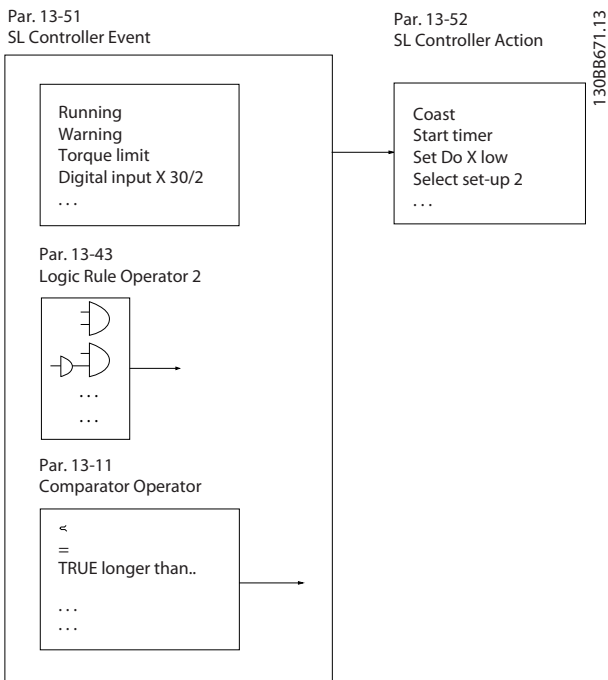 Par. 13-51
SL Controller Event
Par. 13-52
SL Controller Action
130BB671.13
Running
Warning
Torque limit
Digital input X 30/2
. . .
Coast
Start timer
Set Do X low
Select set-up 2
. . .
Par. 13-43
Logic Rule Operator 2
. . .
. . .
Par. 13-11
Comparator Operator
<
=
TRUE longer than..
. . .
. . .